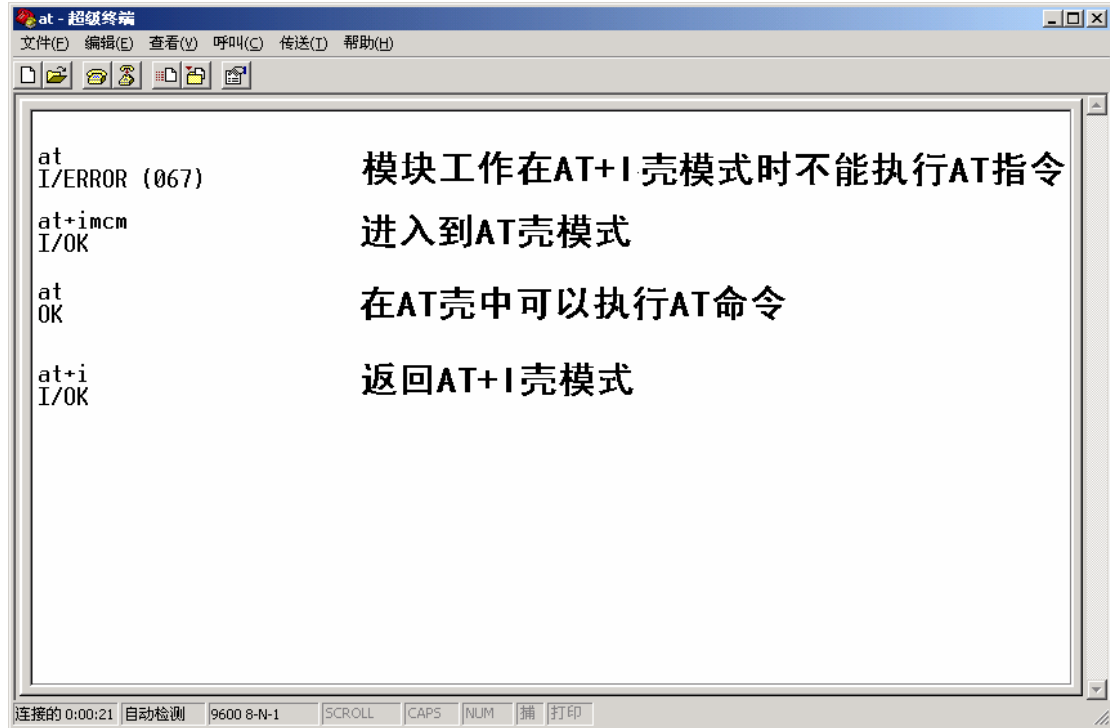 at - 超级终端
文件(F) 编辑(E) 查看(V) 呼叫(C) 传送(T) 帮助(H)
at
I/ERROR (067) 模块工作在AT+I壳模式时不能执行AT指令
at+imcm
I/OK 进入到AT壳模式
at
OK 在AT壳中可以执行AT命令
at+i
I/OK 返回AT+I壳模式
连接的 0:00:21 自动检测 9600 8-N-1 SCROLL CAPS NUM 捕 打印